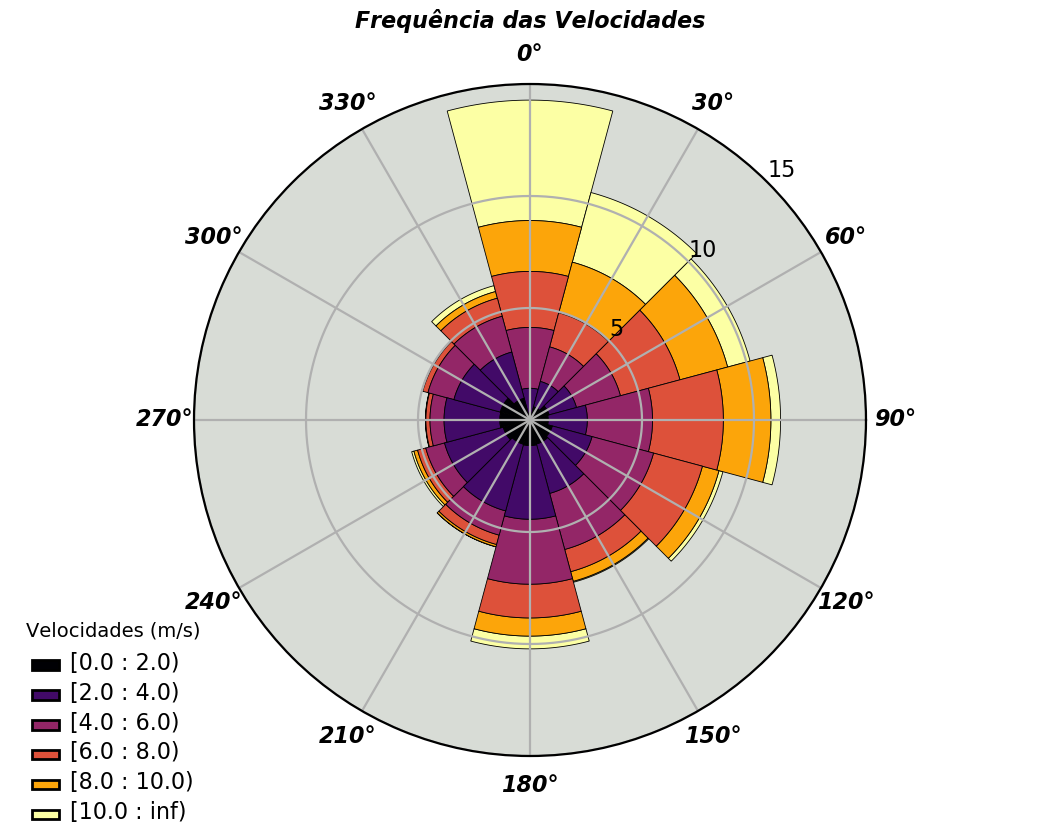 Frequência das Velocidades
0°
330°
30°
15
300°
60°
10
5
270°
90°
240°
120°
210°
150°
180°
Velocidades (m/s)
[0.0 : 2.0)
[2.0 : 4.0)
[4.0 : 6.0)
[6.0 : 8.0)
[8.0 : 10.0)
[10.0 : inf)